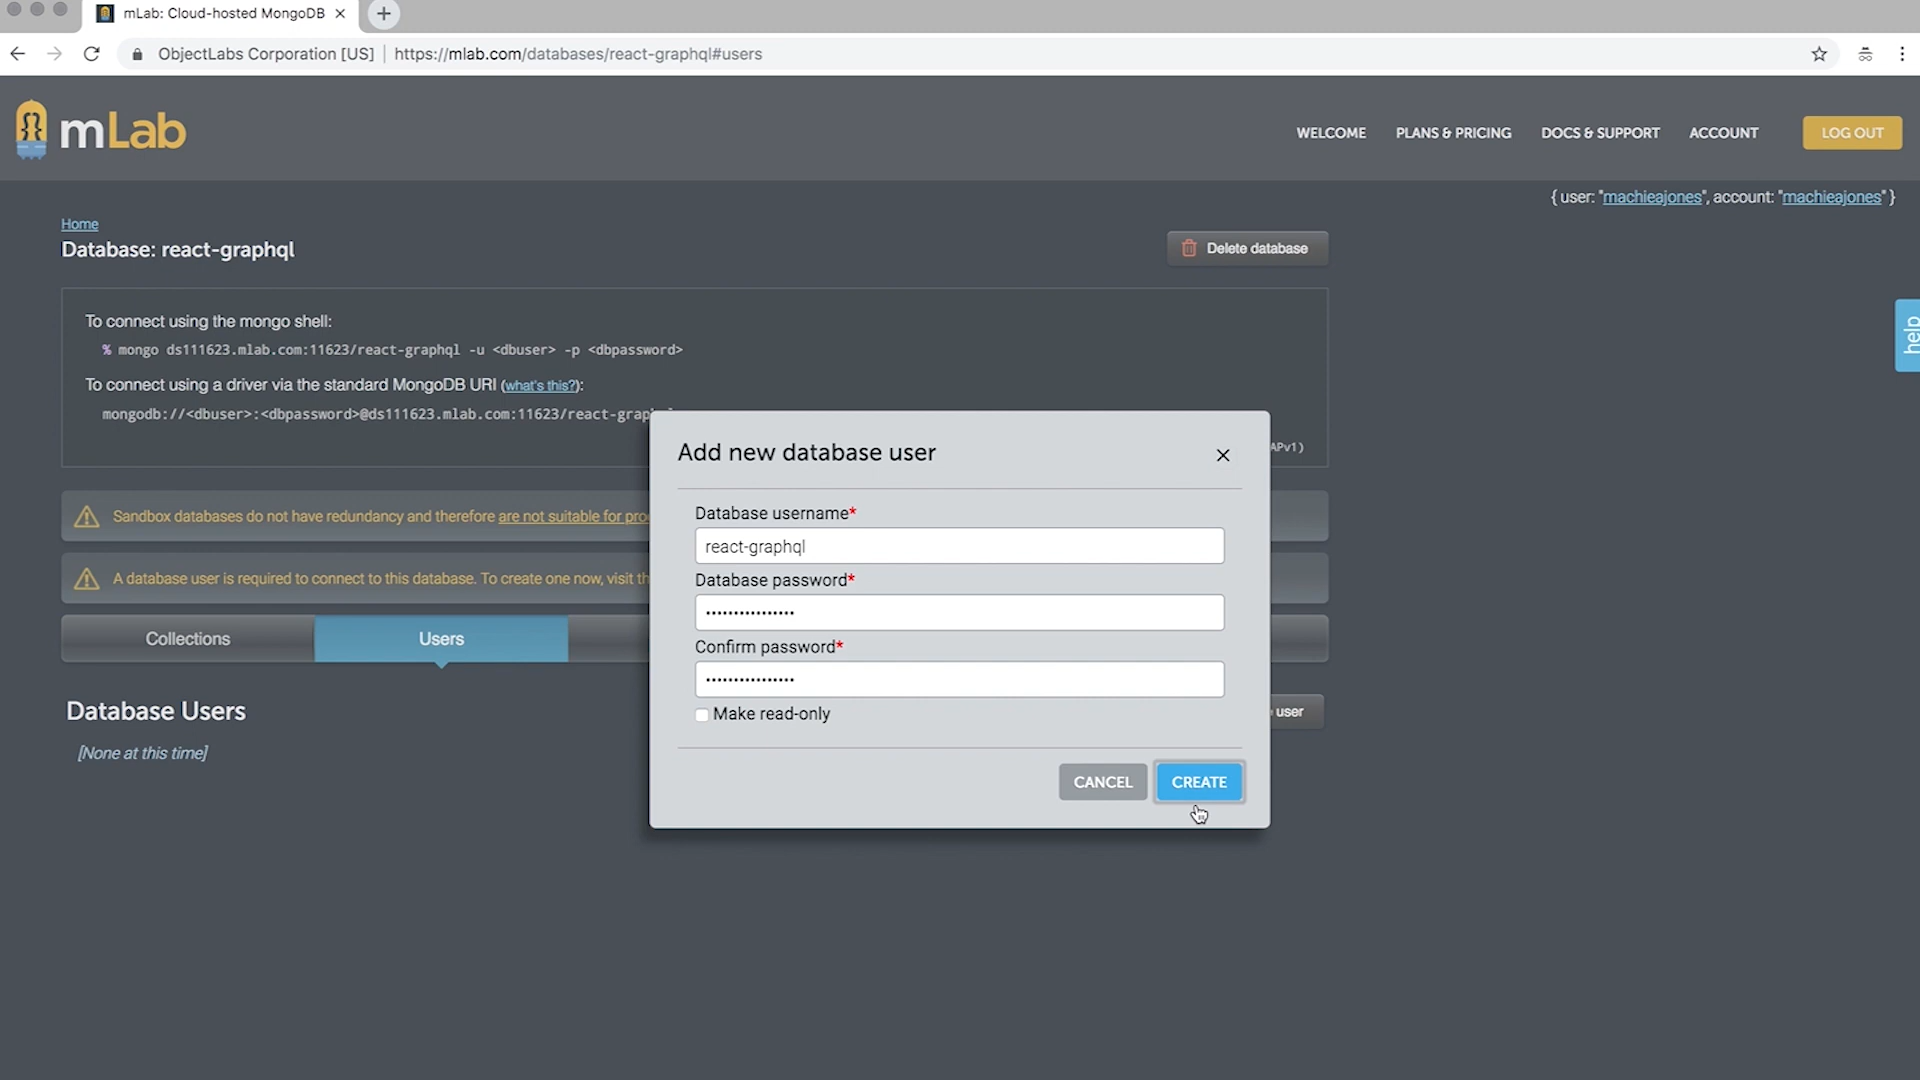 mLab: Cloud-hosted MongoDB
ObjectLabs Corporation [US] https://mlab.com/databases/react-graphql#users
mLab
WELCOME PLANS & PRICING DOCS & SUPPORT ACCOUNT LOG OUT
{ user: "machieajones", account: "machieajones" }
Home
Database: react-graphql
Delete database
help
To connect using the mongo shell:
% mongo ds111623.mlab.com:11623/react-graphql -u <dbuser> -p <dbpassword>
To connect using a driver via the standard MongoDB URI (what's this?):
mongodb://<dbuser>:<dbpassword>@ds111623.mlab.com:11623/react-grap
APv1)
Sandbox databases do not have redundancy and therefore are not suitable for pro
A database user is required to connect to this database. To create one now, visit th
Collections Users
Database Users
user
[None at this time]
Add new database user
Database username*
react-graphql
Database password*
••••••••••••••••
Confirm password*
••••••••••••••••
Make read-only
CANCEL CREATE